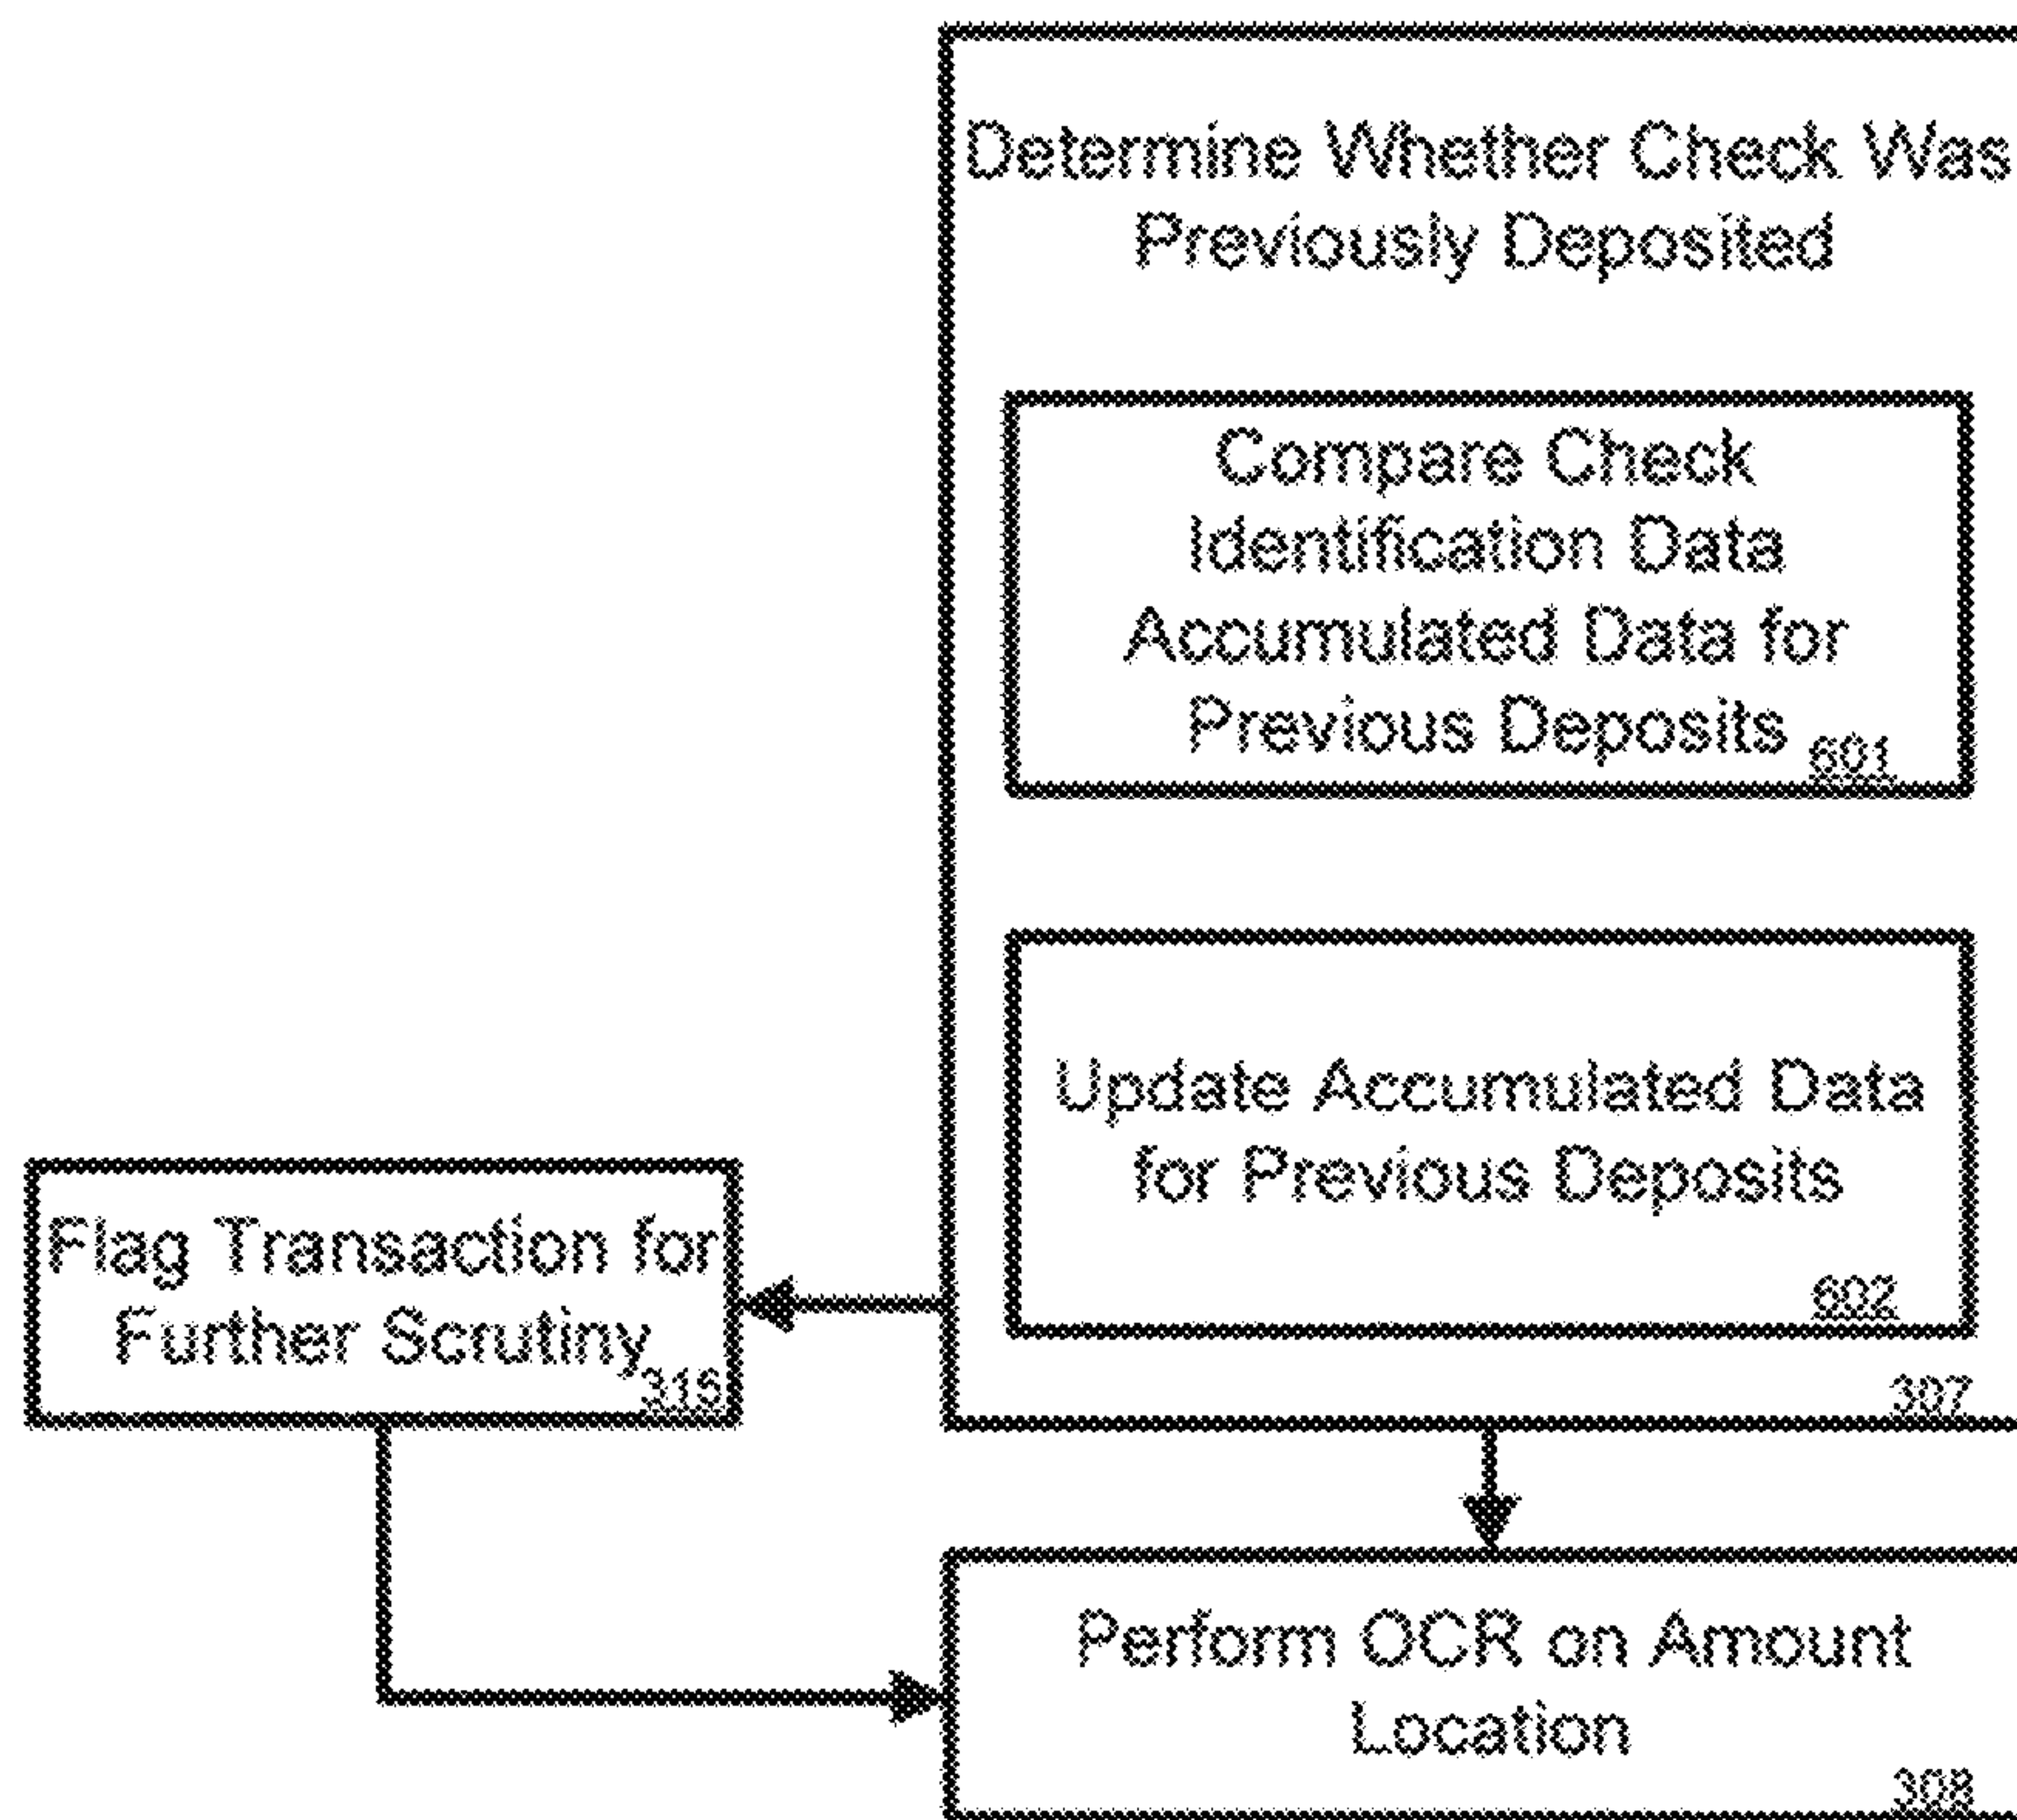 Determine Whether Check Was
Previously Deposited
Compare Check
Identification Data
Accumulated Data for
Previous Deposits
601
Update Accumulated Data
for Previous Deposits
602
307
Flag Transaction for
Further Scrutiny
Perform OCR on Amount
Location
308